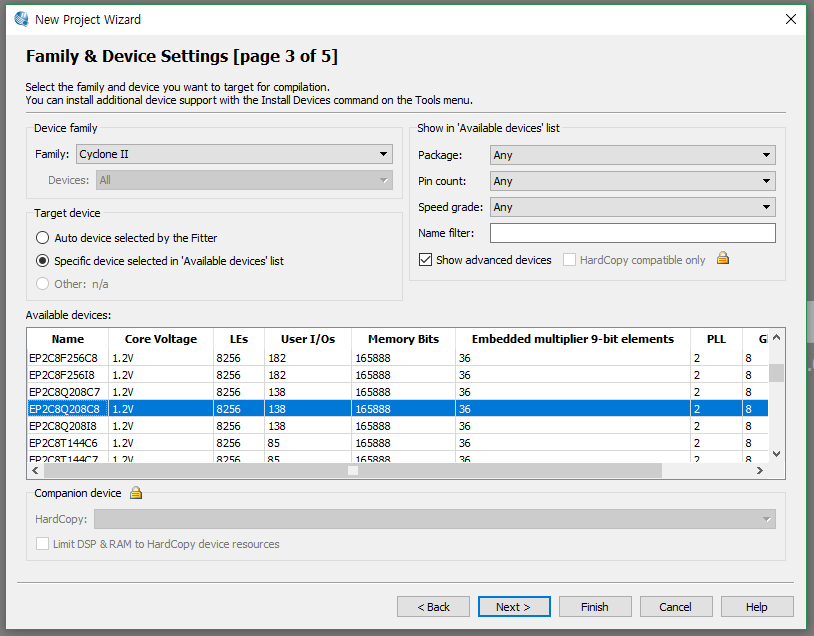 New Project Wizard
Family & Device Settings [page 3 of 5]
Select the family and device you want to target for compilation.
You can install additional device support with the Install Devices command on the Tools menu.
Device family
Family: Cyclone II
Devices: All
Target device
Auto device selected by the Fitter
Specific device selected in 'Available devices' list
Other: n/a
Show in 'Available devices' list
Package: Any
Pin count: Any
Speed grade: Any
Name filter:
Show advanced devices HardCopy compatible only
Available devices:
Name Core Voltage LEs User I/Os Memory Bits Embedded multiplier 9-bit elements PLL G
EP2C8F256C8 1.2V 8256 182 165888 36 2 8
EP2C8F256I8 1.2V 8256 182 165888 36 2 8
EP2C8Q208C7 1.2V 8256 138 165888 36 2 8
EP2C8Q208C8 1.2V 8256 138 165888 36 2 8
EP2C8Q208I8 1.2V 8256 138 165888 36 2 8
EP2C8T144C6 1.2V 8256 85 165888 36 2 8
EP2C8T144C7 1.2V 8256 85 165888 36 2 8
Companion device
HardCopy:
Limit DSP & RAM to HardCopy device resources
< Back Next > Finish Cancel Help